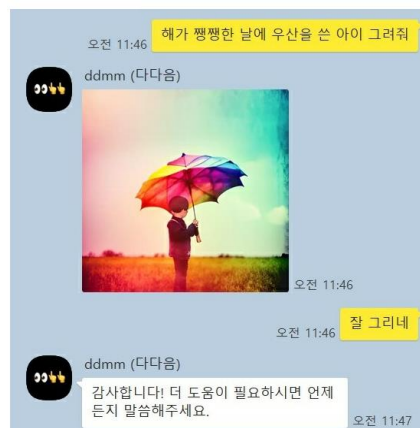 해가 쨍쨍한 날에 우산을 쓴 아이 그려줘
오전 11:46
ddmm (다다음)
오전 11:46
잘 그리네
오전 11:46
ddmm (다다음)
감사합니다! 더 도움이 필요하시면 언제
든지 말씀해주세요.
오전 11:47